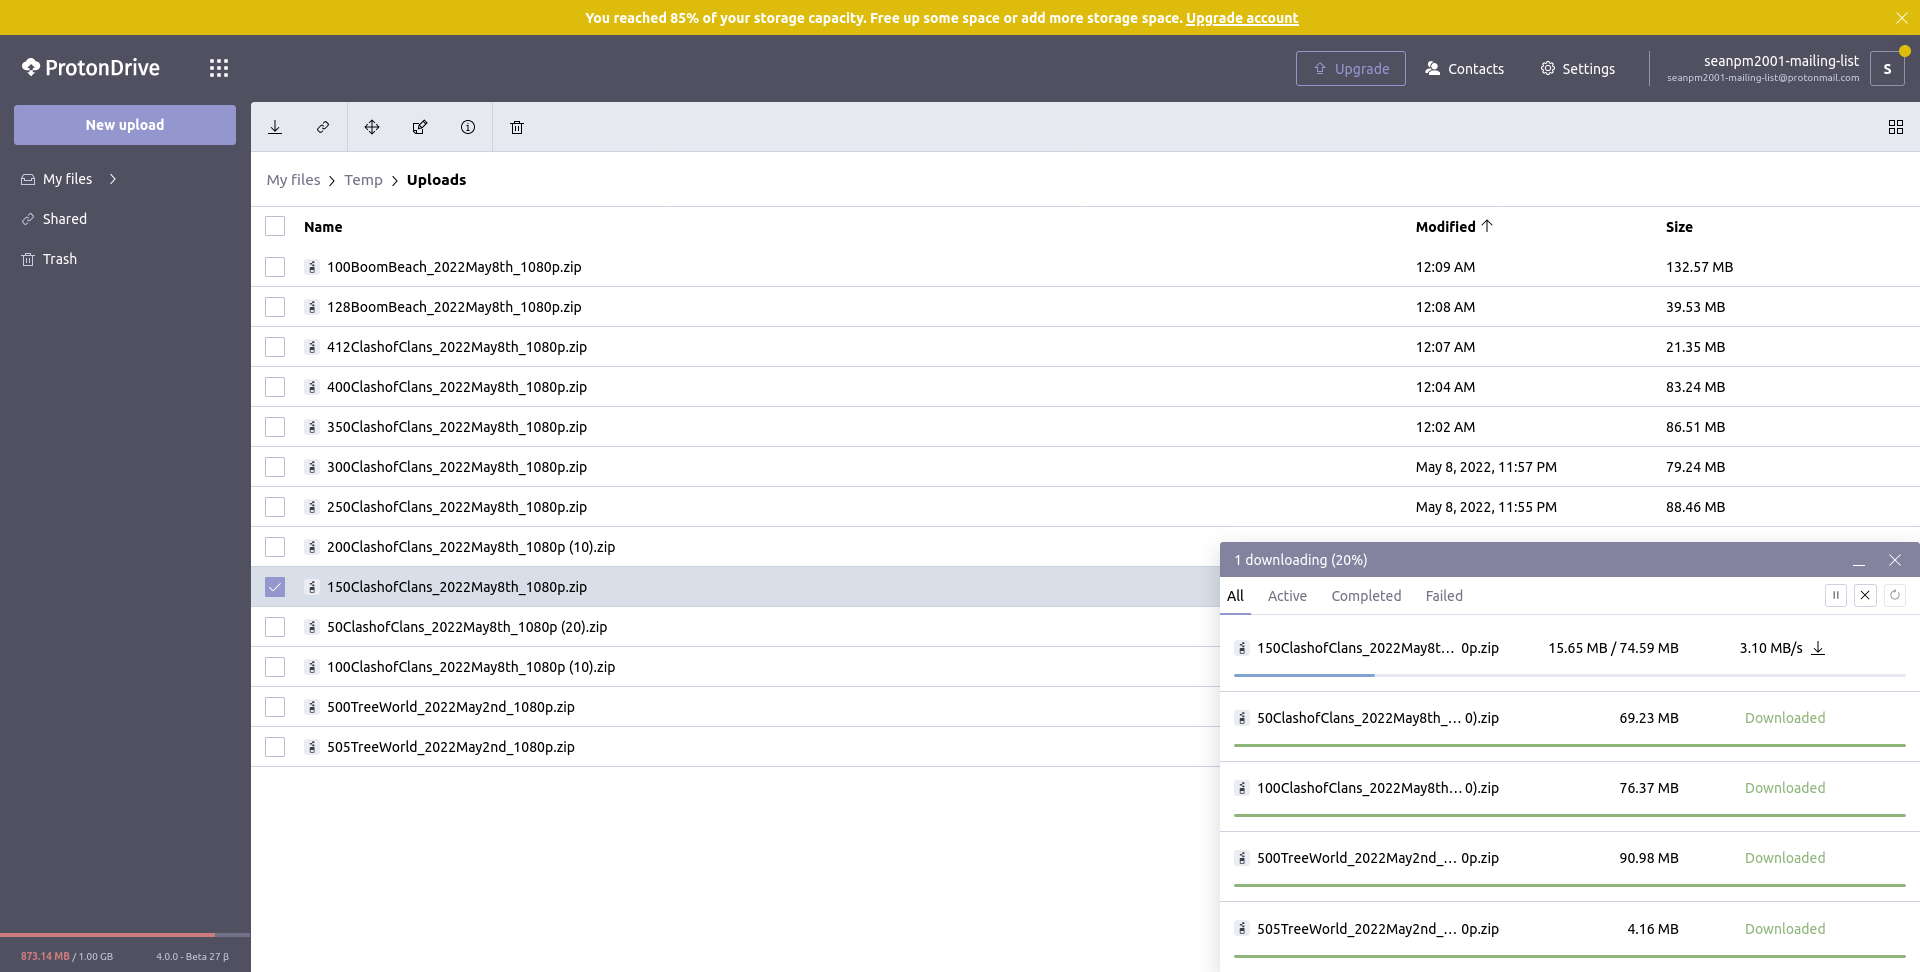 You reached 85% of your storage capacity. Free up some space or add more storage space. Upgrade account
ProtonDrive
Upgrade
Contacts
Settings
seanpm2001-mailing-list
seanpm2001-mailing-list@protonmail.com
S
New upload
My files
Shared
Trash
My files > Temp > Uploads
Name Modified Size
100BoomBeach_2022May8th_1080p.zip 12:09 AM 132.57 MB
128BoomBeach_2022May8th_1080p.zip 12:08 AM 39.53 MB
412ClashofClans_2022May8th_1080p.zip 12:07 AM 21.35 MB
400ClashofClans_2022May8th_1080p.zip 12:04 AM 83.24 MB
350ClashofClans_2022May8th_1080p.zip 12:02 AM 86.51 MB
300ClashofClans_2022May8th_1080p.zip May 8, 2022, 11:57 PM 79.24 MB
250ClashofClans_2022May8th_1080p.zip May 8, 2022, 11:55 PM 88.46 MB
200ClashofClans_2022May8th_1080p (10).zip
150ClashofClans_2022May8th_1080p.zip
50ClashofClans_2022May8th_1080p (20).zip
100ClashofClans_2022May8th_1080p (10).zip
500TreeWorld_2022May2nd_1080p.zip
505TreeWorld_2022May2nd_1080p.zip
1 downloading (20%)
All Active Completed Failed
150ClashofClans_2022May8t… 0p.zip 15.65 MB / 74.59 MB 3.10 MB/s
50ClashofClans_2022May8th_… 0).zip 69.23 MB Downloaded
100ClashofClans_2022May8th… 0).zip 76.37 MB Downloaded
500TreeWorld_2022May2nd_… 0p.zip 90.98 MB Downloaded
505TreeWorld_2022May2nd_… 0p.zip 4.16 MB Downloaded
873.14 MB / 1.00 GB 4.0.0 - Beta 27 β